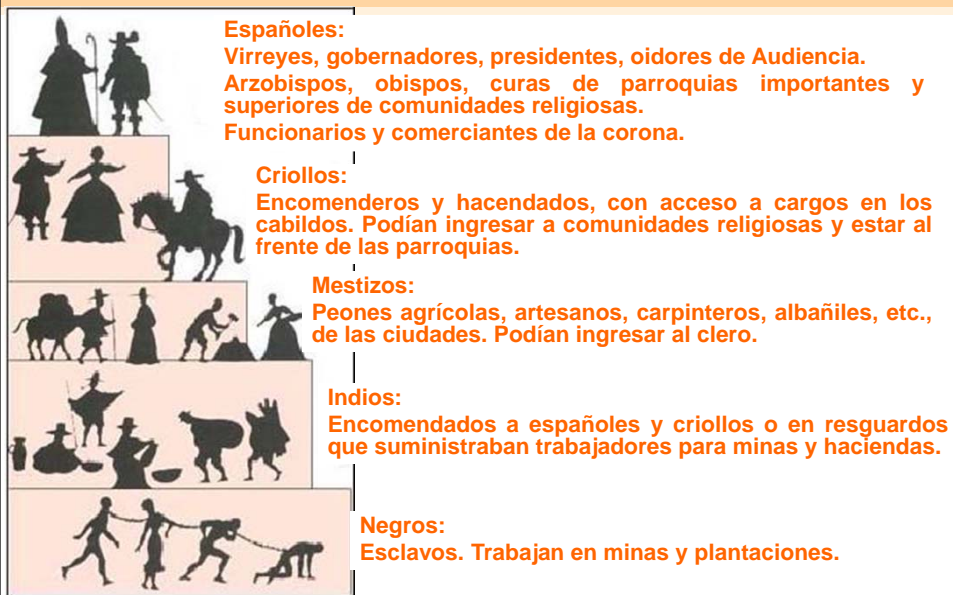 Españoles:
Virreyes, gobernadores, presidentes, oidores de Audiencia.
Arzobispos, obispos, curas de parroquias importantes y
superiores de comunidades religiosas.
Funcionarios y comerciantes de la corona.
Criollos:
Encomenderos y hacendados, con acceso a cargos en los
cabildos. Podían ingresar a comunidades religiosas y estar al
frente de las parroquias.
Mestizos:
Peones agrícolas, artesanos, carpinteros, albañiles, etc.,
de las ciudades. Podían ingresar al clero.
Indios:
Encomendados a españoles y criollos o en resguardos
que suministraban trabajadores para minas y haciendas.
Negros:
Esclavos. Trabajan en minas y plantaciones.